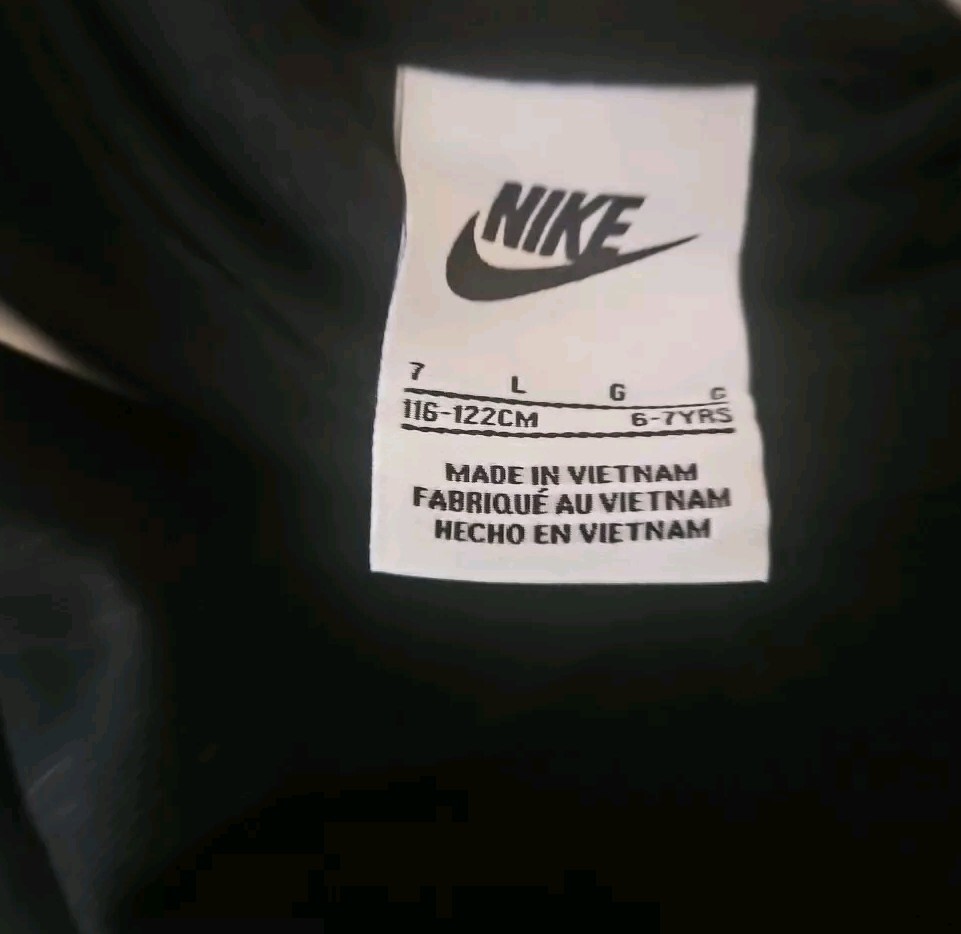 NIKE
7 L G G
116-122CM 6-7YRS
MADE IN VIETNAM
FABRIQUÉ AU VIETNAM
HECHO EN VIETNAM